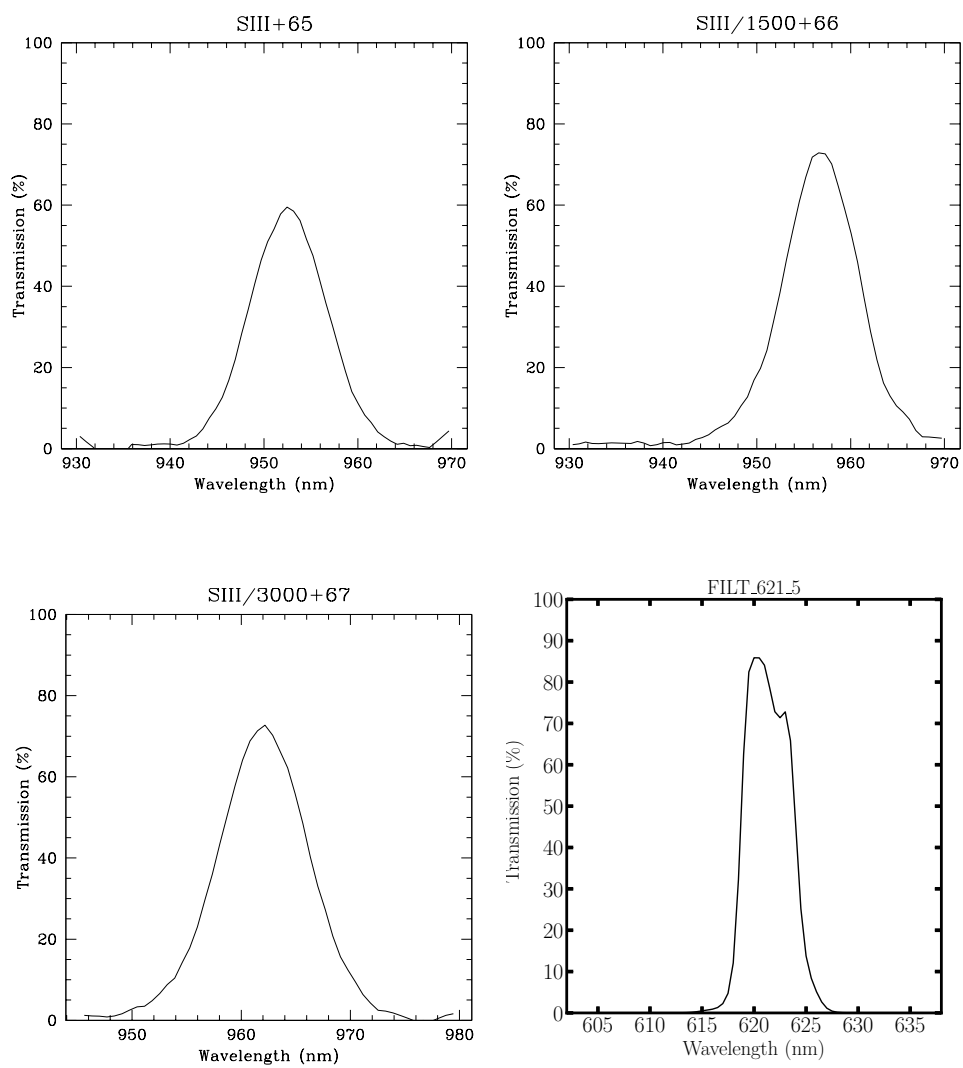 SIII+65
100
80
60
40
20
0
Transmission (%)
930 940 950 960 970
Wavelength (nm)
SIII/1500+66
100
80
60
40
20
0
Transmission (%)
930 940 950 960 970
Wavelength (nm)
SIII/3000+67
100
80
60
40
20
0
Transmission (%)
950 960 970 980
Wavelength (nm)
FILT_621_5
100
90
80
70
60
50
40
30
20
10
0
Transmission (%)
605 610 615 620 625 630 635
Wavelength (nm)